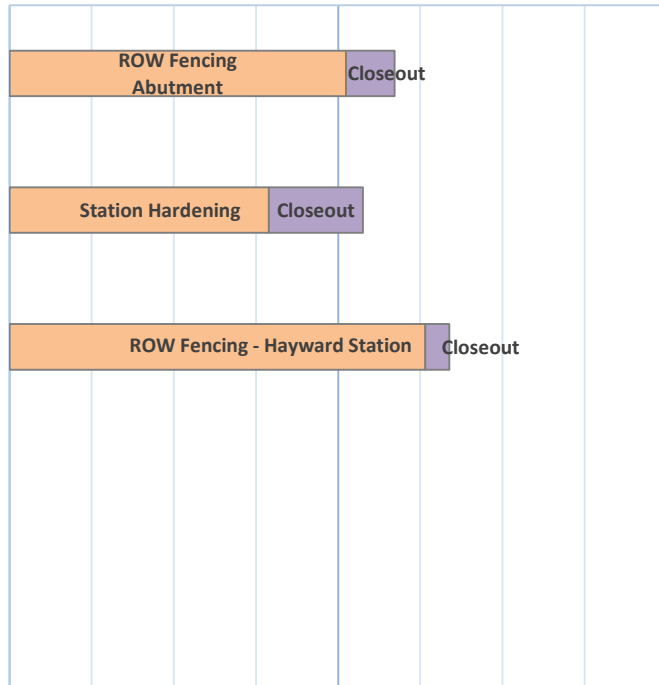 ROW Fencing
Abutment
Closeout
Station Hardening
Closeout
ROW Fencing - Hayward Station
Closeout